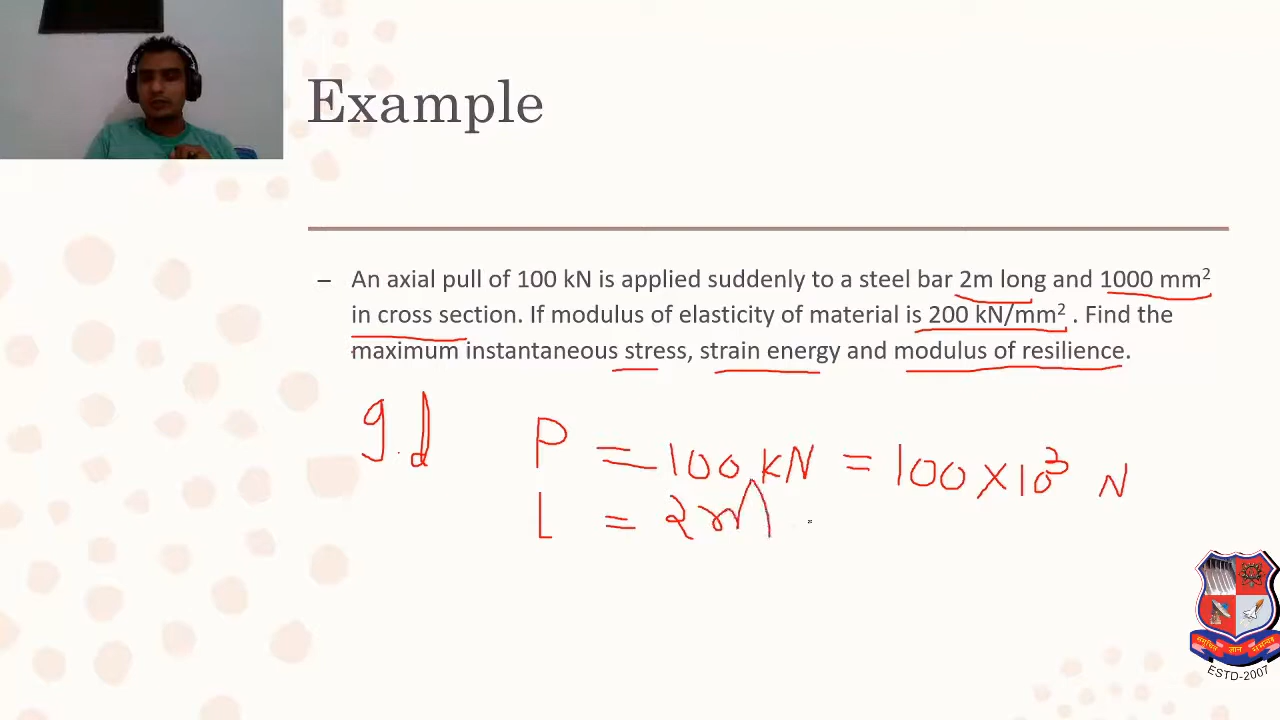 Example
– An axial pull of 100 kN is applied suddenly to a steel bar 2m long and 1000 mm²
in cross section. If modulus of elasticity of material is 200 kN/mm² . Find the
maximum instantaneous stress, strain energy and modulus of resilience.
g.d P = 100 kN = 100 × 10³ N
L = 2m
ESTD-2007